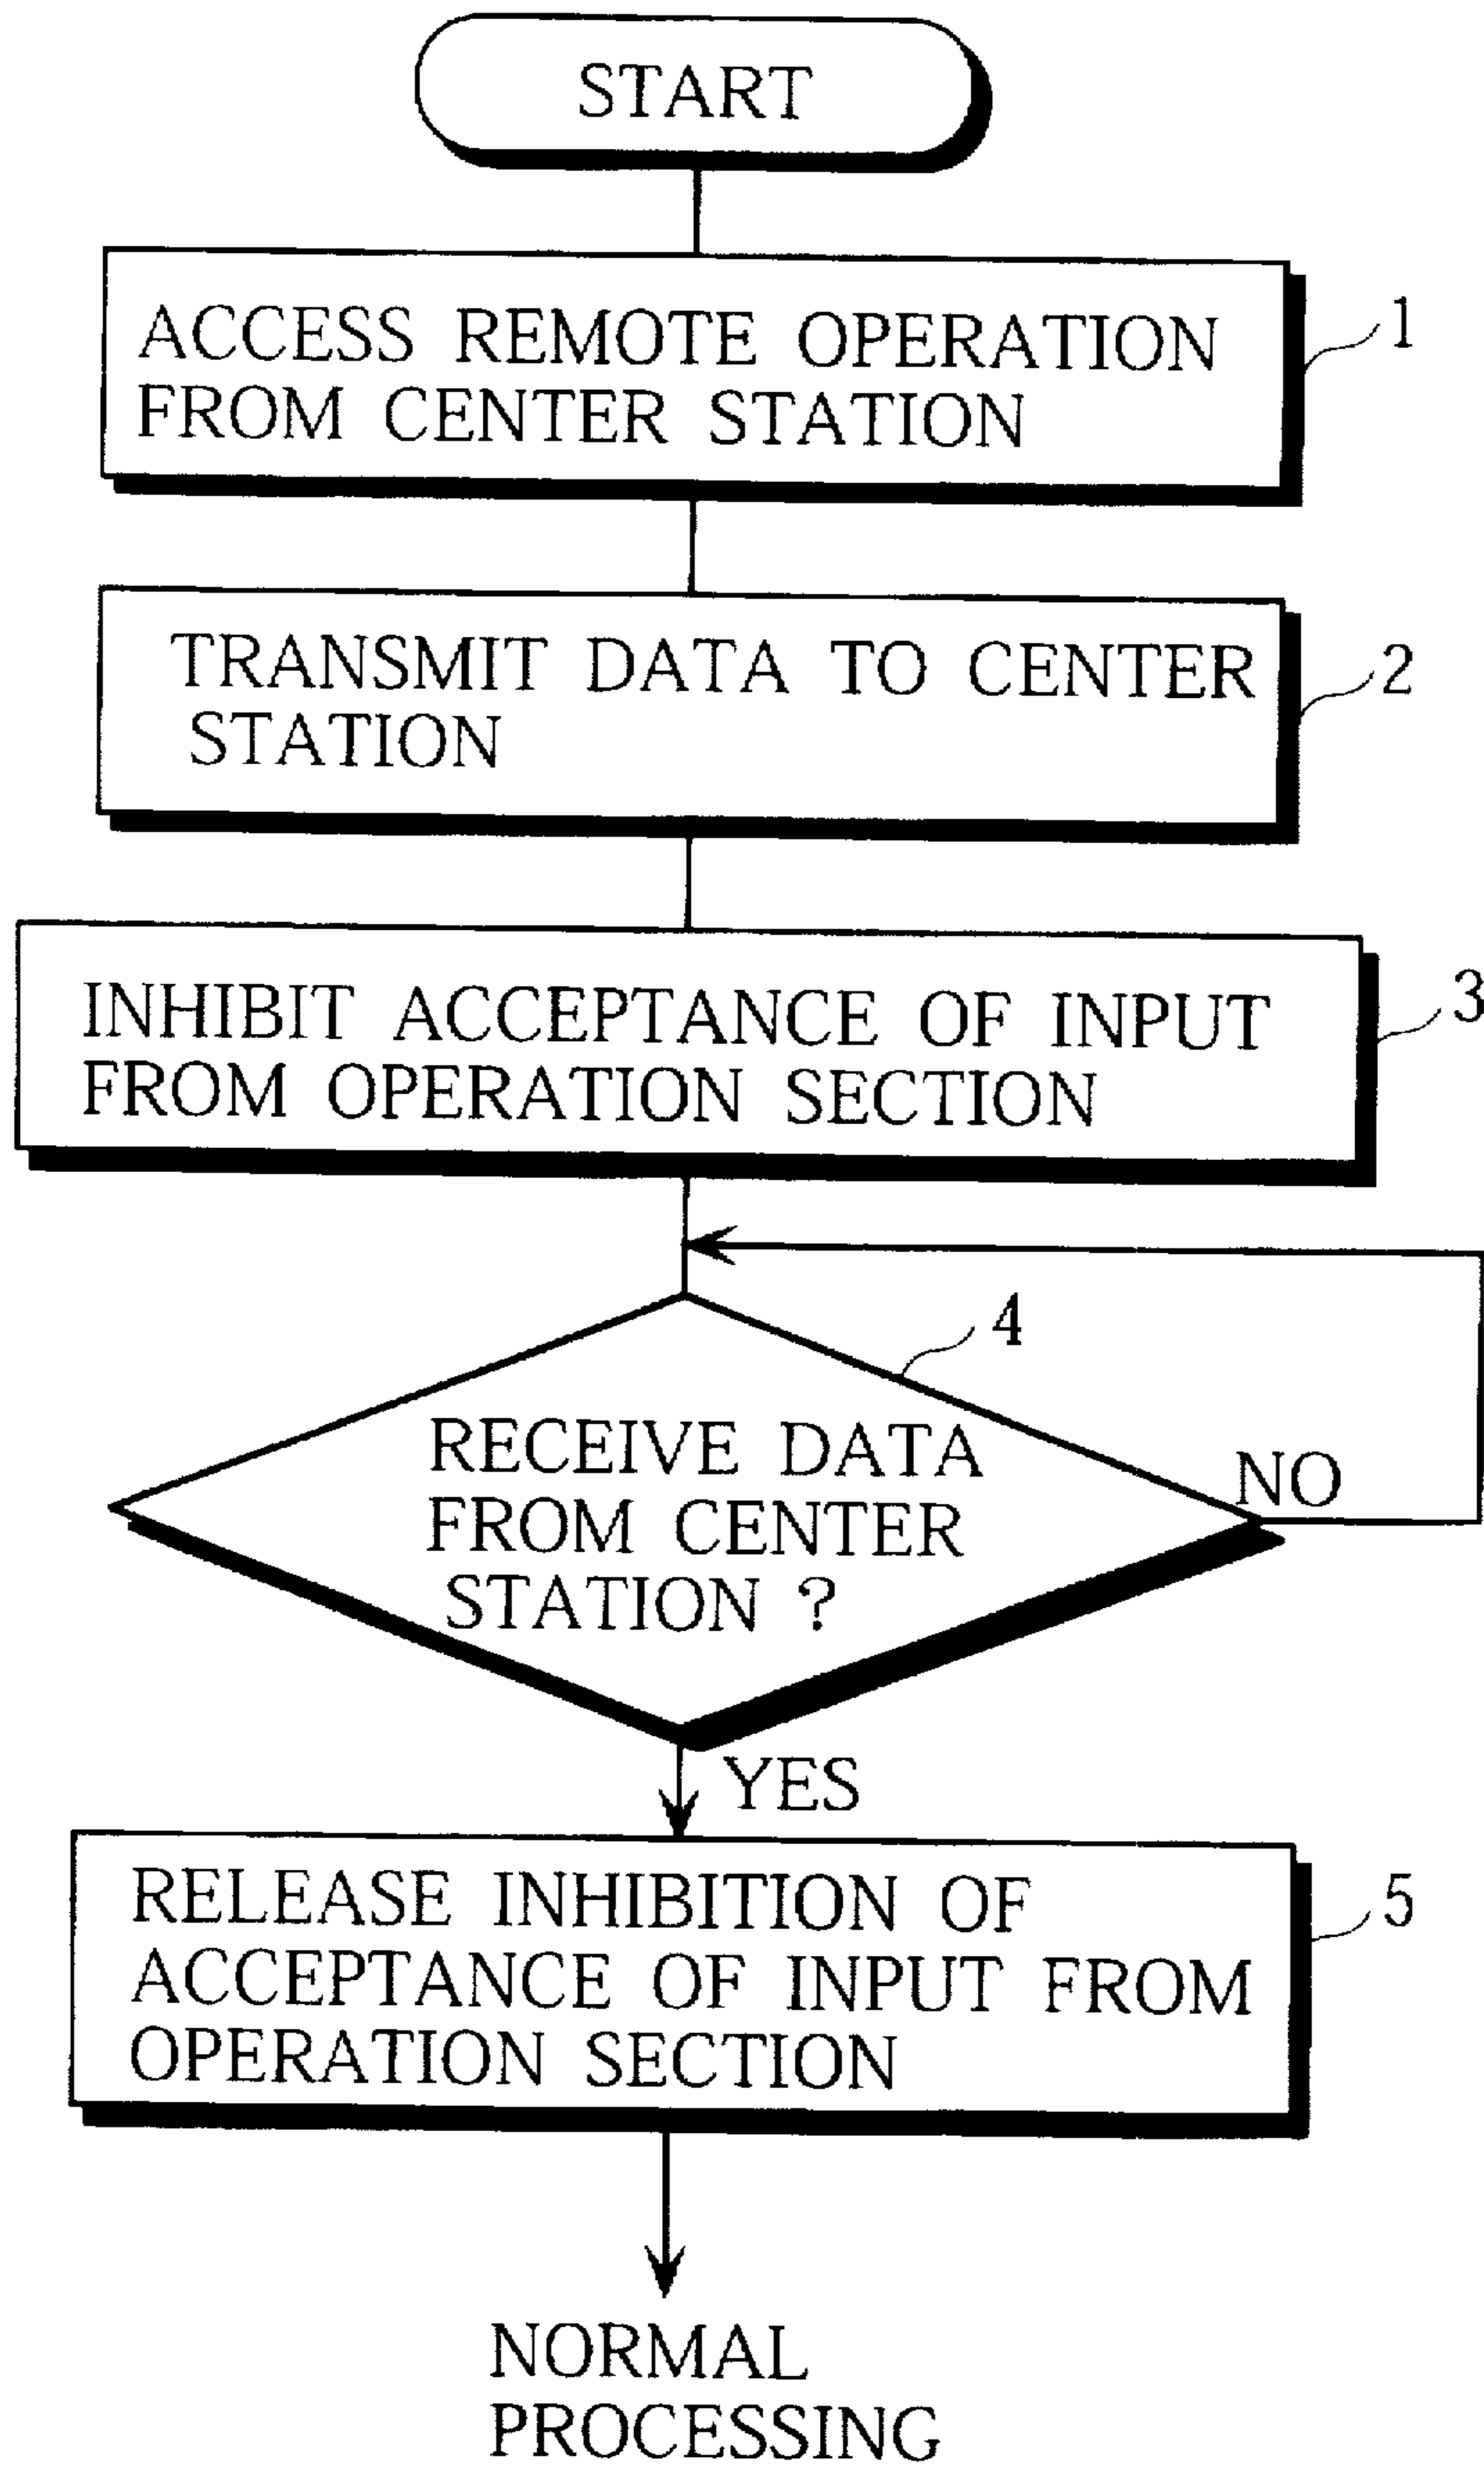 START
ACCESS REMOTE OPERATION
FROM CENTER STATION
1
TRANSMIT DATA TO CENTER
STATION
2
INHIBIT ACCEPTANCE OF INPUT
FROM OPERATION SECTION
3
4
RECEIVE DATA
FROM CENTER
STATION ?
NO
YES
RELEASE INHIBITION OF
ACCEPTANCE OF INPUT FROM
OPERATION SECTION
5
NORMAL
PROCESSING